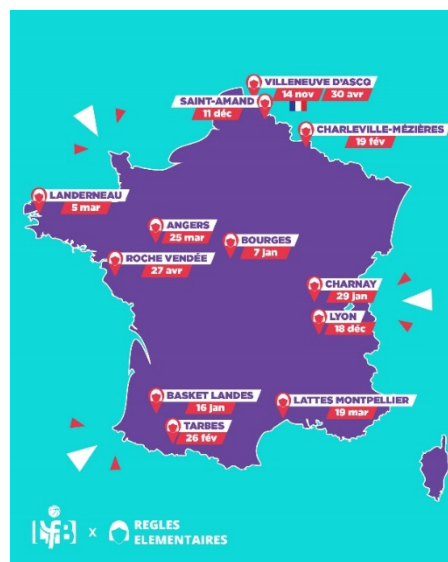 VILLENEUVE D'ASCQ
14 nov 30 avr
SAINT-AMAND
11 déc
CHARLEVILLE-MÉZIÈRES
19 fév
LANDERNEAU
5 mar
ANGERS
25 mar
BOURGES
7 jan
ROCHE VENDÉE
27 avr
CHARNAY
29 jan
LYON
18 déc
BASKET LANDES
16 jan
LATTES MONTPELLIER
19 mar
TARBES
26 fév
LFB x REGLES
ELEMENTAIRES